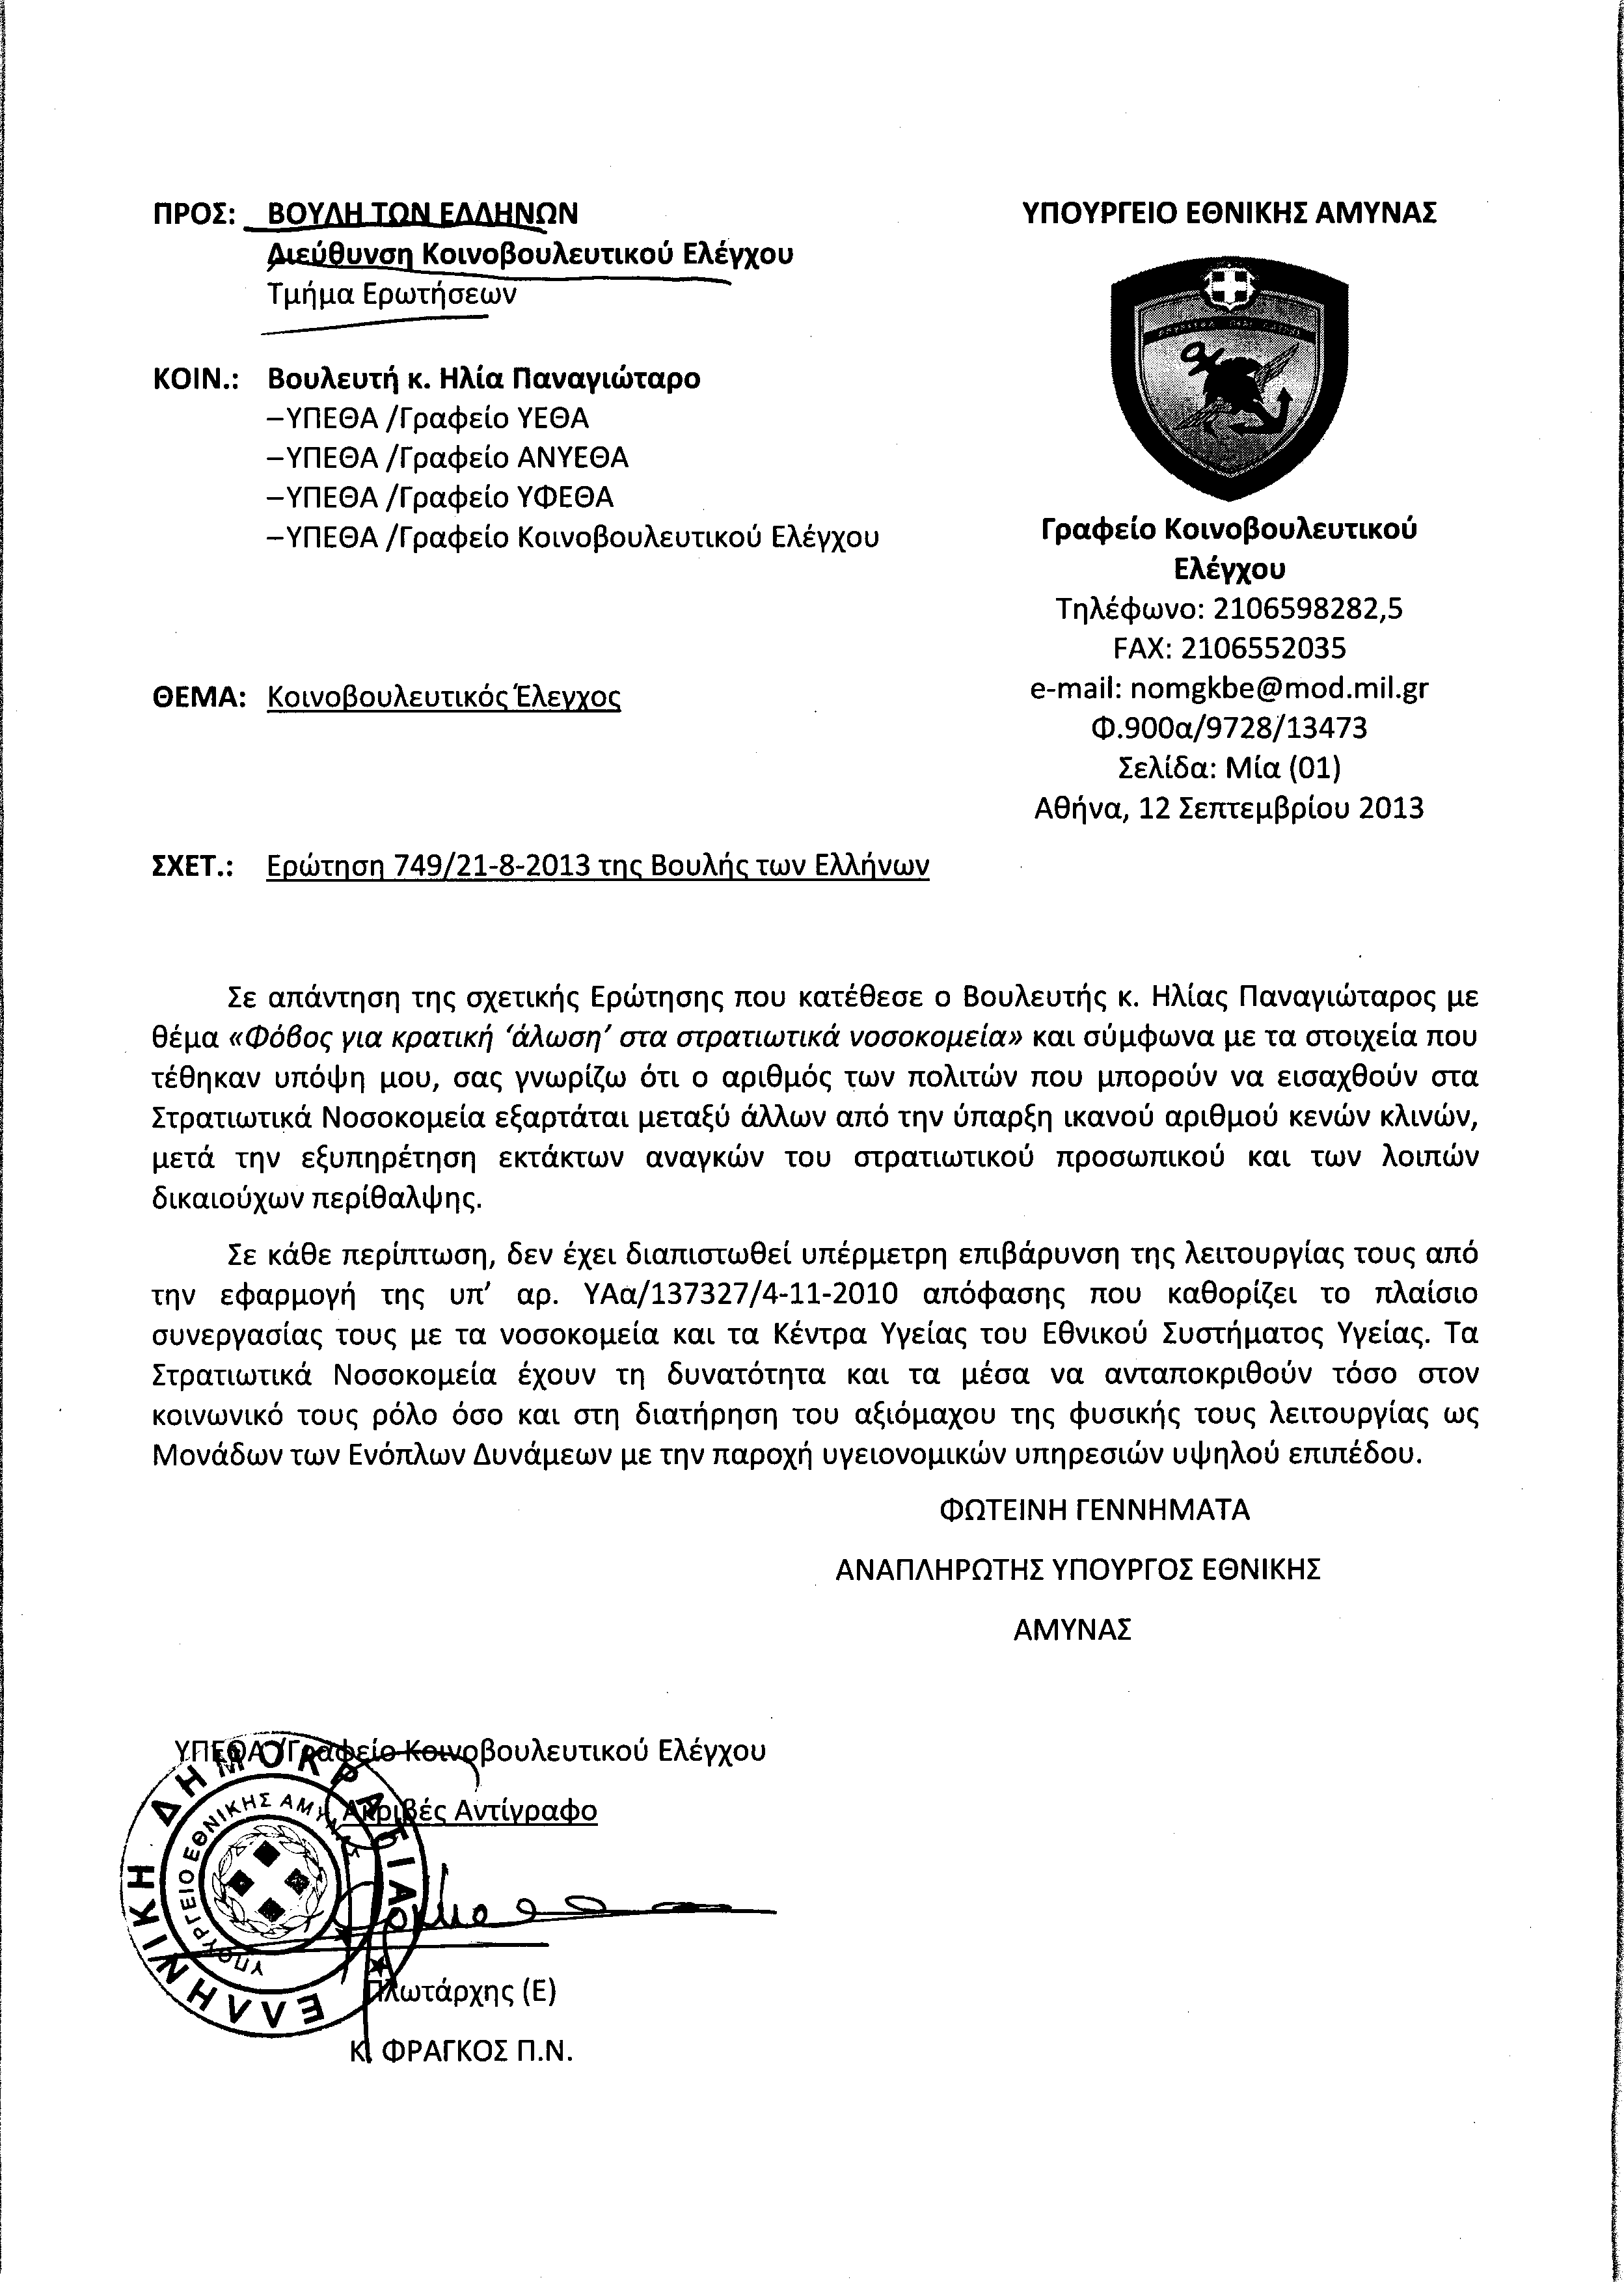 ΠΡΟΣ: ΒΟΥΛΗ ΤΩΝ ΕΛΛΗΝΩΝ
Διεύθυνση Κοινοβουλευτικού Ελέγχου
Τμήμα Ερωτήσεων
ΚΟΙΝ.: Βουλευτή κ. Ηλία Παναγιώταρο
–ΥΠΕΘΑ /Γραφείο ΥΕΘΑ
–ΥΠΕΘΑ /Γραφείο ΑΝΥΕΘΑ
–ΥΠΕΘΑ /Γραφείο ΥΦΕΘΑ
–ΥΠΕΘΑ /Γραφείο Κοινοβουλευτικού Ελέγχου
ΘΕΜΑ: Κοινοβουλευτικός Έλεγχος
ΥΠΟΥΡΓΕΙΟ ΕΘΝΙΚΗΣ ΑΜΥΝΑΣ
Γραφείο Κοινοβουλευτικού
Ελέγχου
Τηλέφωνο: 2106598282,5
FAX: 2106552035
e-mail: nomgkbe@mod.mil.gr
Φ.900α/9728/13473
Σελίδα: Μία (01)
Αθήνα, 12 Σεπτεμβρίου 2013
ΣΧΕΤ.: Ερώτηση 749/21-8-2013 της Βουλής των Ελλήνων
Σε απάντηση της σχετικής Ερώτησης που κατέθεσε ο Βουλευτής κ. Ηλίας Παναγιώταρος με
θέμα «Φόβος για κρατική ‘άλωση’ στα στρατιωτικά νοσοκομεία» και σύμφωνα με τα στοιχεία που
τέθηκαν υπόψη μου, σας γνωρίζω ότι ο αριθμός των πολιτών που μπορούν να εισαχθούν στα
Στρατιωτικά Νοσοκομεία εξαρτάται μεταξύ άλλων από την ύπαρξη ικανού αριθμού κενών κλινών,
μετά την εξυπηρέτηση εκτάκτων αναγκών του στρατιωτικού προσωπικού και των λοιπών
δικαιούχων περίθαλψης.
Σε κάθε περίπτωση, δεν έχει διαπιστωθεί υπέρμετρη επιβάρυνση της λειτουργίας τους από
την εφαρμογή της υπ’ αρ. ΥΑα/137327/4-11-2010 απόφασης που καθορίζει το πλαίσιο
συνεργασίας τους με τα νοσοκομεία και τα Κέντρα Υγείας του Εθνικού Συστήματος Υγείας. Τα
Στρατιωτικά Νοσοκομεία έχουν τη δυνατότητα και τα μέσα να ανταποκριθούν τόσο στον
κοινωνικό τους ρόλο όσο και στη διατήρηση του αξιόμαχου της φυσικής τους λειτουργίας ως
Μονάδων των Ενόπλων Δυνάμεων με την παροχή υγειονομικών υπηρεσιών υψηλού επιπέδου.
ΦΩΤΕΙΝΗ ΓΕΝΝΗΜΑΤΑ
ΑΝΑΠΛΗΡΩΤΗΣ ΥΠΟΥΡΓΟΣ ΕΘΝΙΚΗΣ
ΑΜΥΝΑΣ
ΥΠΕΘΑ /Γραφείο Κοινοβουλευτικού Ελέγχου
Ακριβές Αντίγραφο
ΕΛΛΗΝΙΚΗ ΔΗΜΟΚΡΑΤΙΑ
ΥΠΟΥΡΓΕΙΟ ΕΘΝΙΚΗΣ ΑΜΥΝΑΣ
Πλωτάρχης (Ε)
Κ. ΦΡΑΓΚΟΣ Π.Ν.